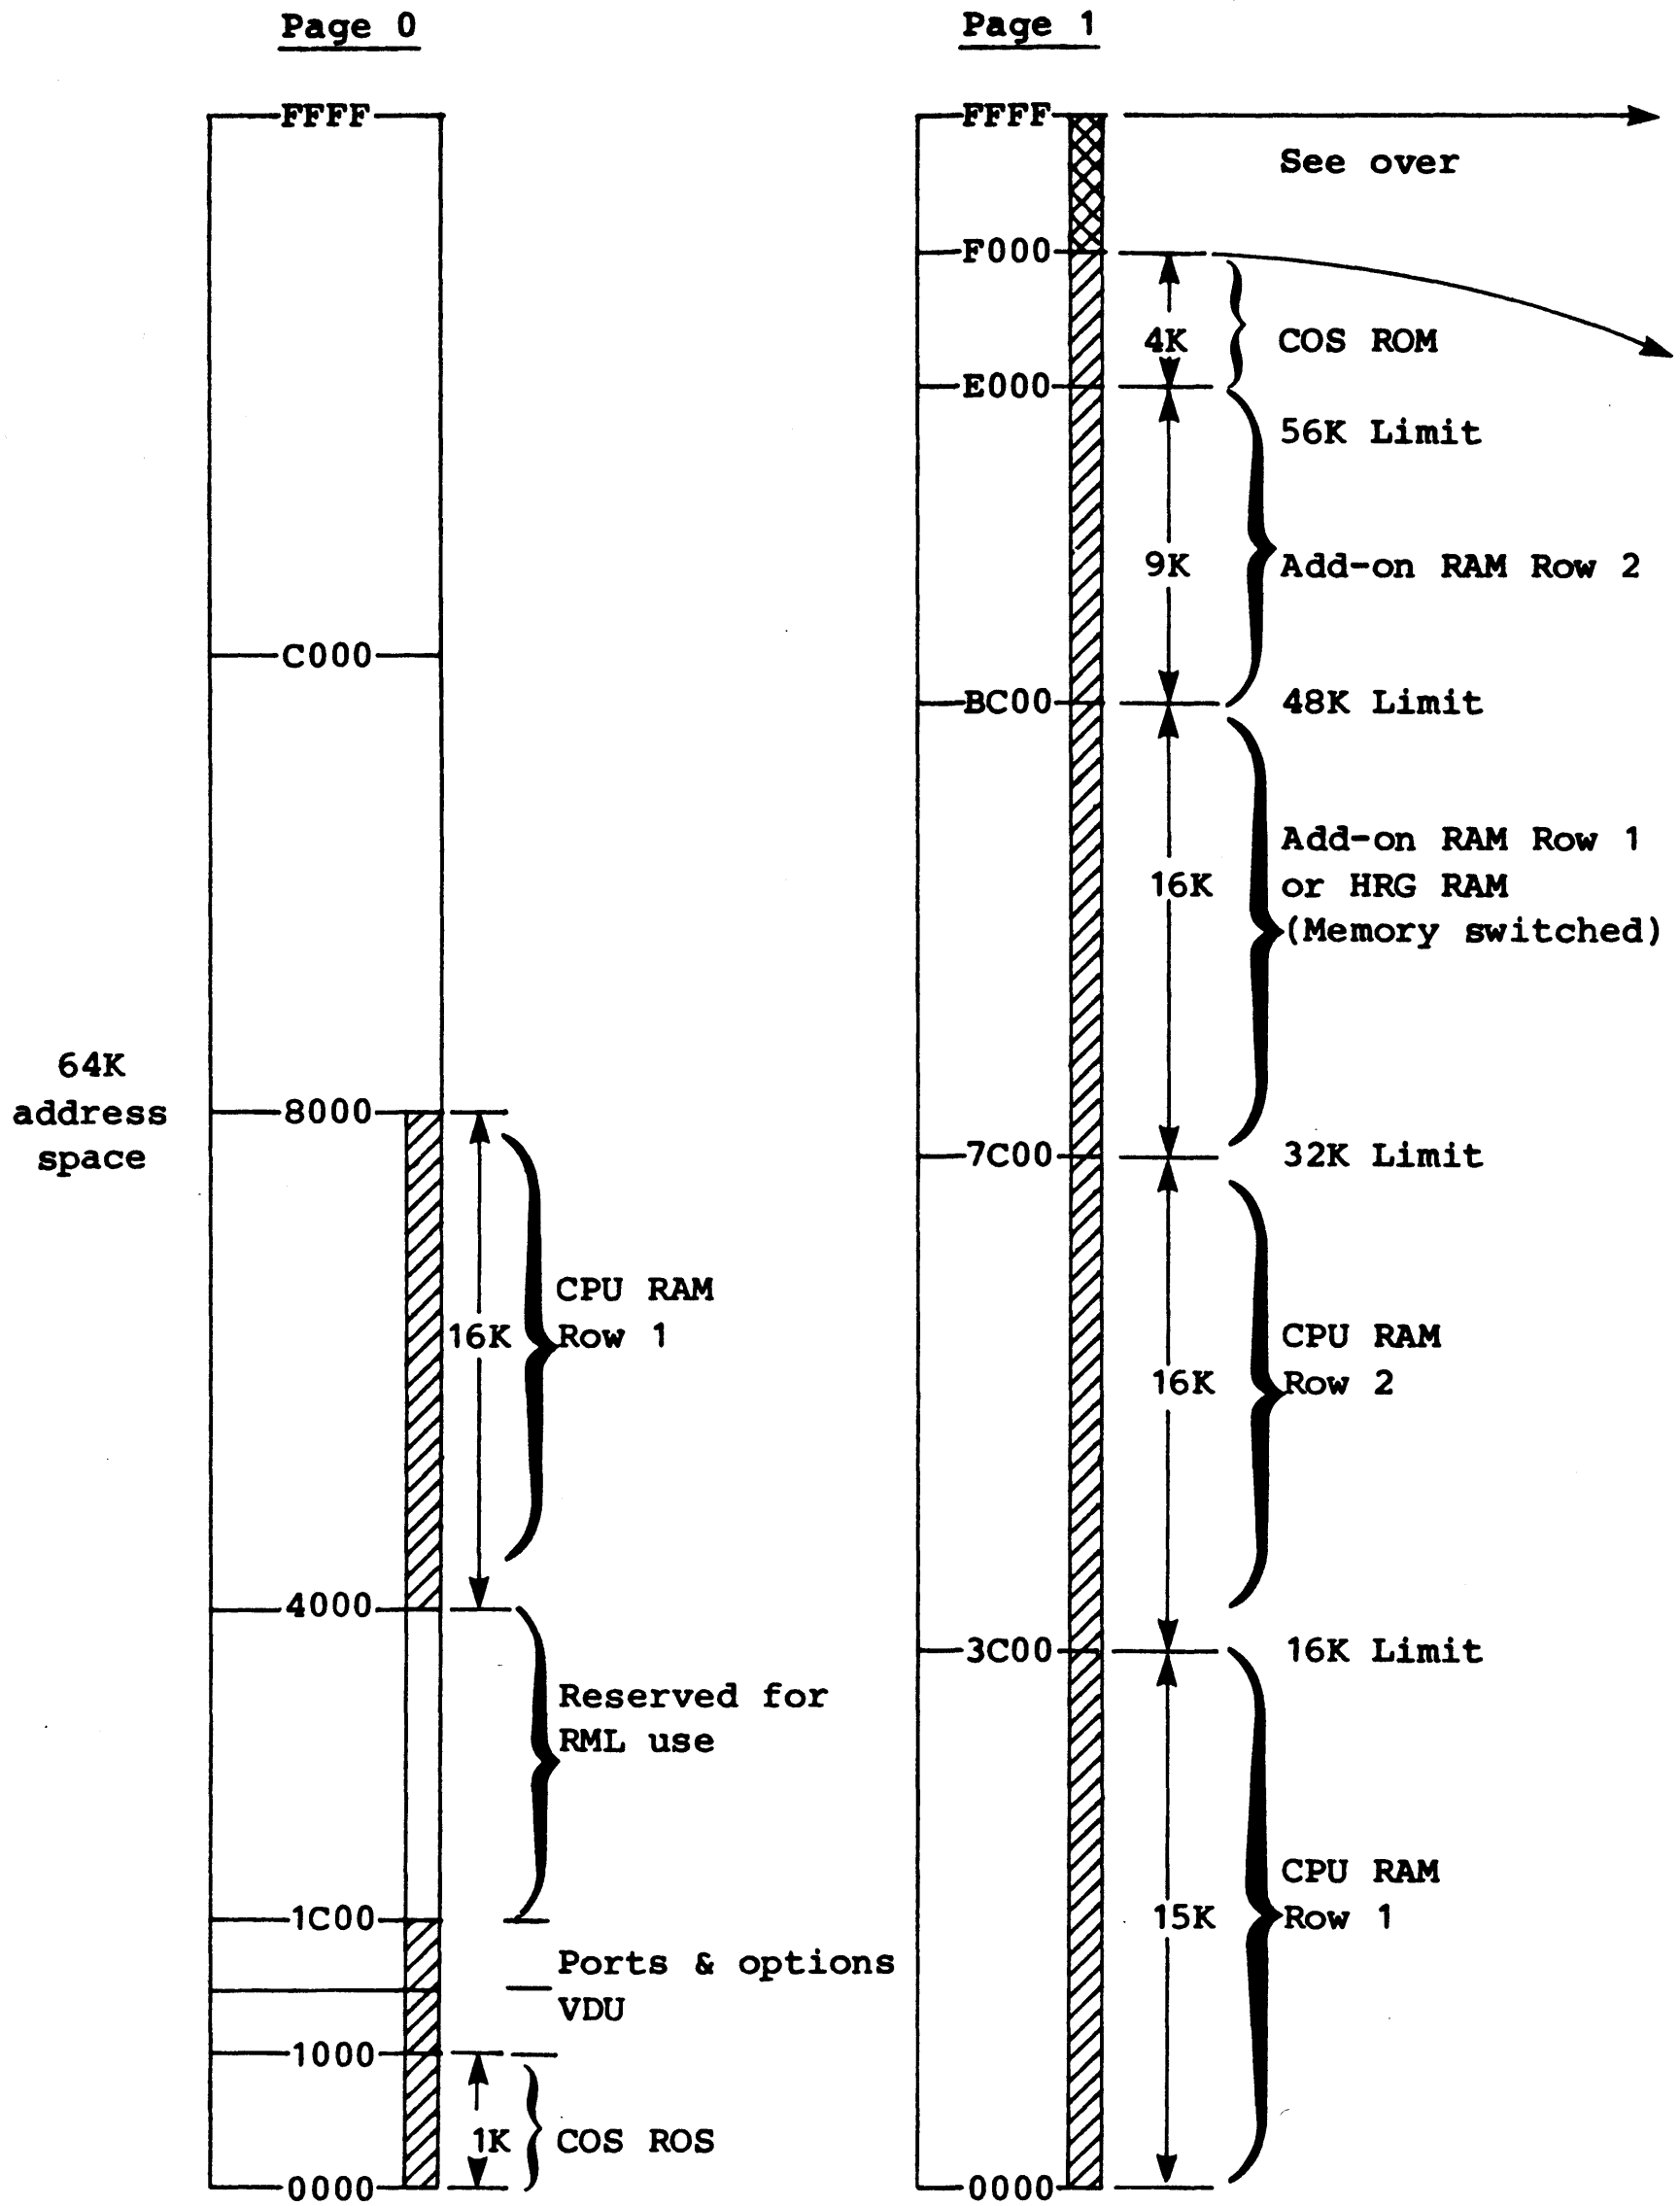 Page 0
FFFF
C000
64K
address
space
8000
16K
CPU RAM
Row 1
4000
Reserved for
RML use
1C00
Ports & options
VDU
1000
1K
COS ROS
0000
Page 1
FFFF
See over
F000
4K
COS ROM
E000
56K Limit
9K
Add-on RAM Row 2
BC00
48K Limit
16K
Add-on RAM Row 1
or HRG RAM
(Memory switched)
7C00
32K Limit
16K
CPU RAM
Row 2
3C00
16K Limit
15K
CPU RAM
Row 1
0000